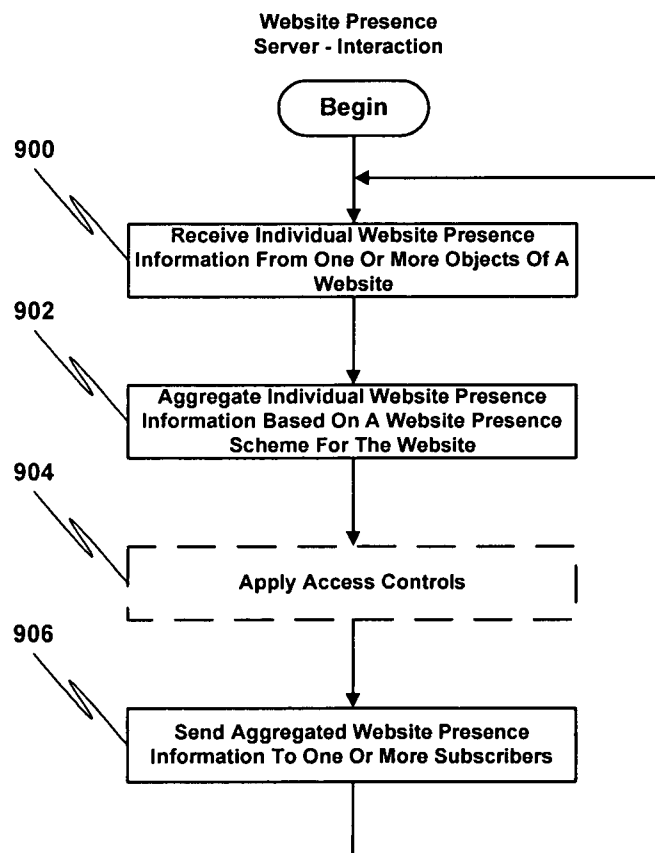 Website Presence
Server - Interaction
Begin
900
Receive Individual Website Presence
Information From One Or More Objects Of A
Website
902
Aggregate Individual Website Presence
Information Based On A Website Presence
Scheme For The Website
904
Apply Access Controls
906
Send Aggregated Website Presence
Information To One Or More Subscribers